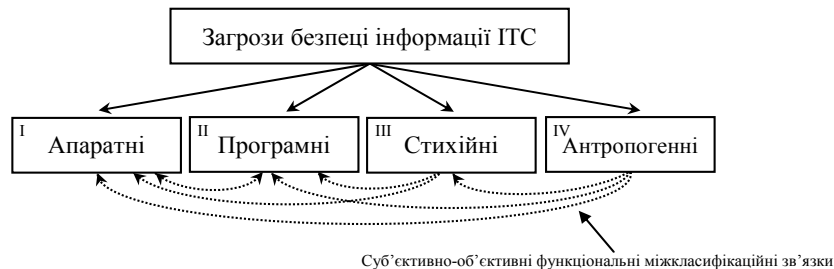 Загрози безпеці інформації ІТС
I
Апаратні
II
Програмні
III
Стихійні
IV
Антропогенні
Суб’єктивно-об’єктивні функціональні міжкласифікаційні зв’язки